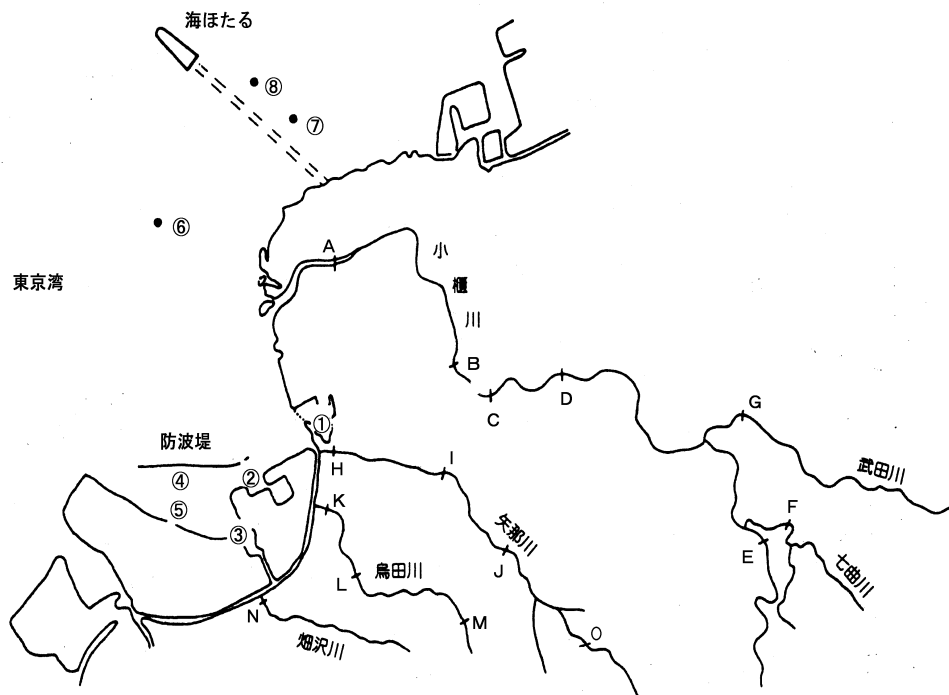 海ほたる
⑧
⑦
⑥
東京湾
A
小櫃川
B
C
D
G
武田川
①
防波堤
④
②
⑤
③
H
I
K
矢那川
F
E
七曲川
J
烏田川
L
N
M
O
畑沢川